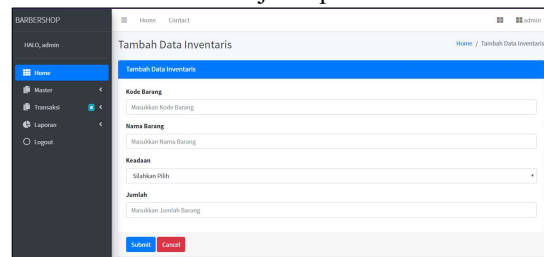 BARBERSHOP
Home Contact
admin
HALO, admin
Tambah Data Inventaris
Home / Tambah Data Inventaris
Home
Master
Transaksi
Laporan
Logout
Tambah Data Inventaris
Kode Barang
Masukkan Kode Barang
Nama Barang
Masukkan Nama Barang
Keadaan
Silahkan Pilih
Jumlah
Masukkan Jumlah Barang
Submit Cancel